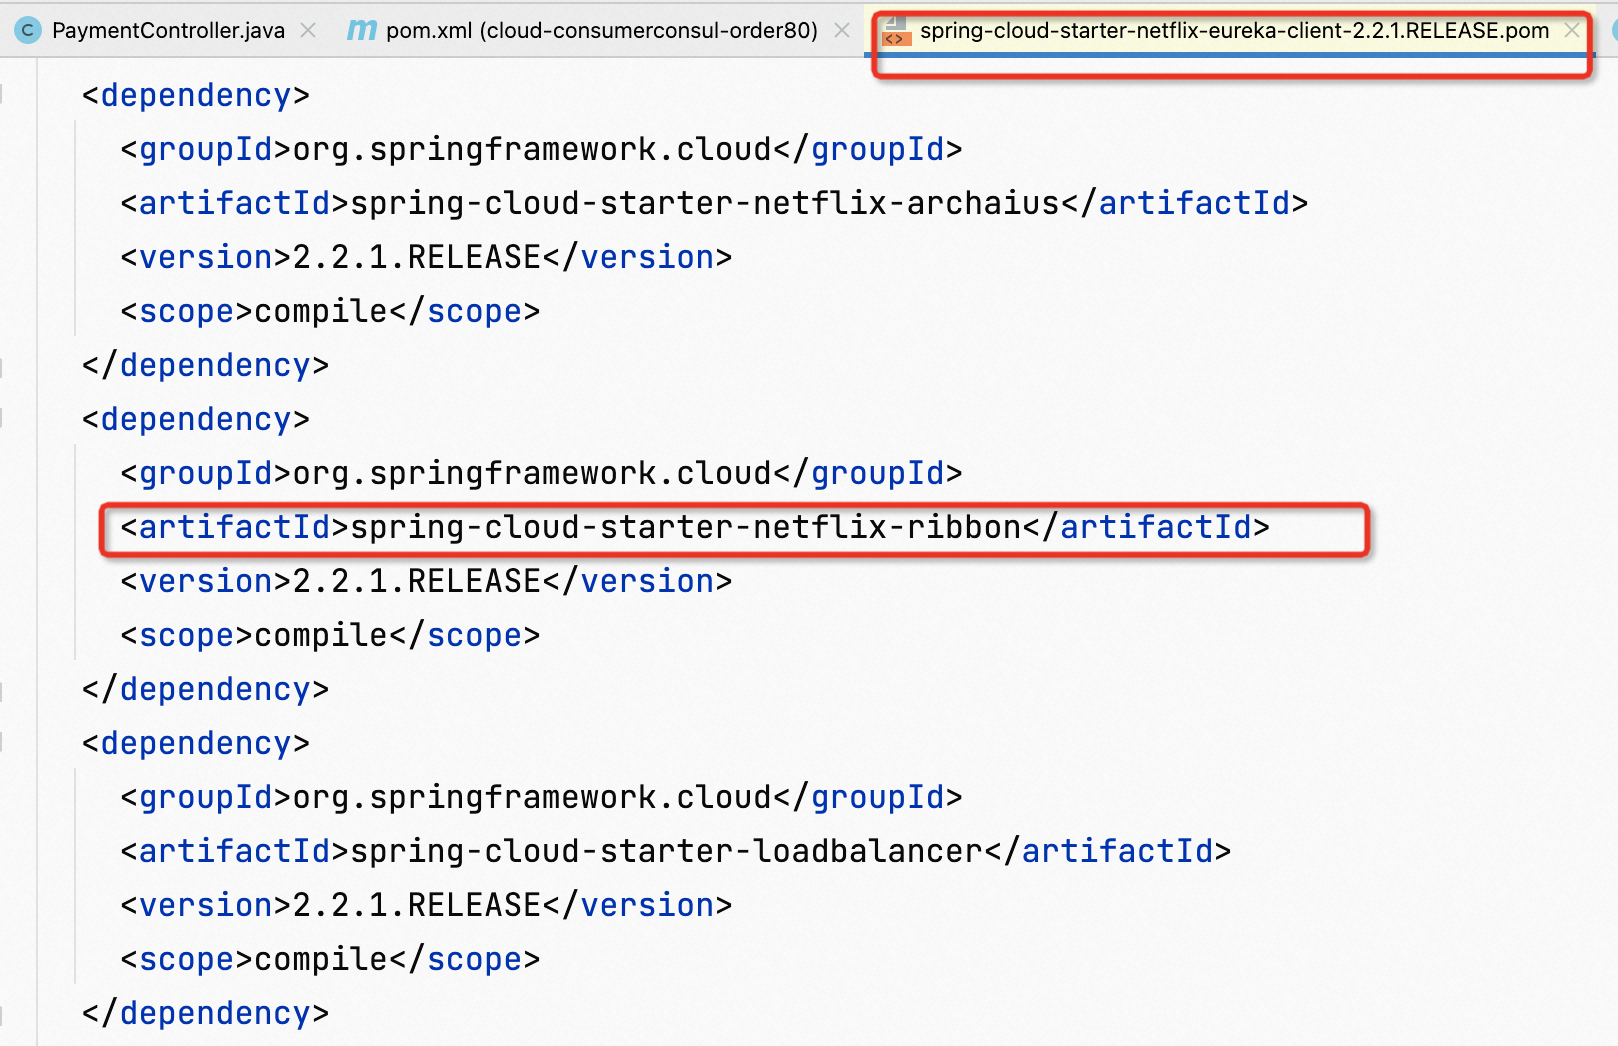 PaymentController.java
pom.xml (cloud-consumerconsul-order80)
spring-cloud-starter-netflix-eureka-client-2.2.1.RELEASE.pom
<dependency>
<groupId>org.springframework.cloud</groupId>
<artifactId>spring-cloud-starter-netflix-archaius</artifactId>
<version>2.2.1.RELEASE</version>
<scope>compile</scope>
</dependency>
<dependency>
<groupId>org.springframework.cloud</groupId>
<artifactId>spring-cloud-starter-netflix-ribbon</artifactId>
<version>2.2.1.RELEASE</version>
<scope>compile</scope>
</dependency>
<dependency>
<groupId>org.springframework.cloud</groupId>
<artifactId>spring-cloud-starter-loadbalancer</artifactId>
<version>2.2.1.RELEASE</version>
<scope>compile</scope>
</dependency>